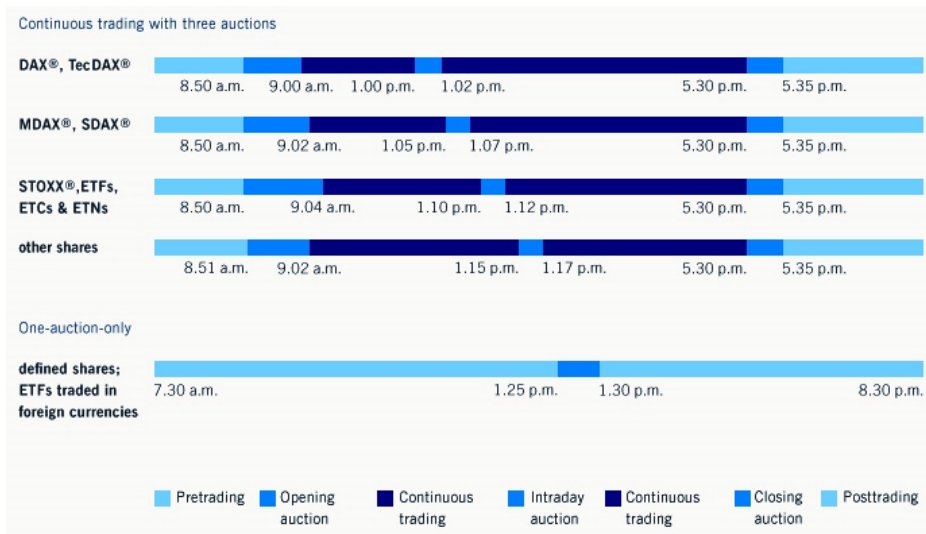 Continuous trading with three auctions
DAX®, TecDAX®
8.50 a.m. 9.00 a.m. 1.00 p.m. 1.02 p.m. 5.30 p.m. 5.35 p.m.
MDAX®, SDAX®
8.50 a.m. 9.02 a.m. 1.05 p.m. 1.07 p.m. 5.30 p.m. 5.35 p.m.
STOXX®,ETFs,
ETCs & ETNs
8.50 a.m. 9.04 a.m. 1.10 p.m. 1.12 p.m. 5.30 p.m. 5.35 p.m.
other shares
8.51 a.m. 9.02 a.m. 1.15 p.m. 1.17 p.m. 5.30 p.m. 5.35 p.m.
One-auction-only
defined shares;
ETFs traded in
foreign currencies
7.30 a.m. 1.25 p.m. 1.30 p.m. 8.30 p.m.
Pretrading
Opening
auction
Continuous
trading
Intraday
auction
Continuous
trading
Closing
auction
Posttrading